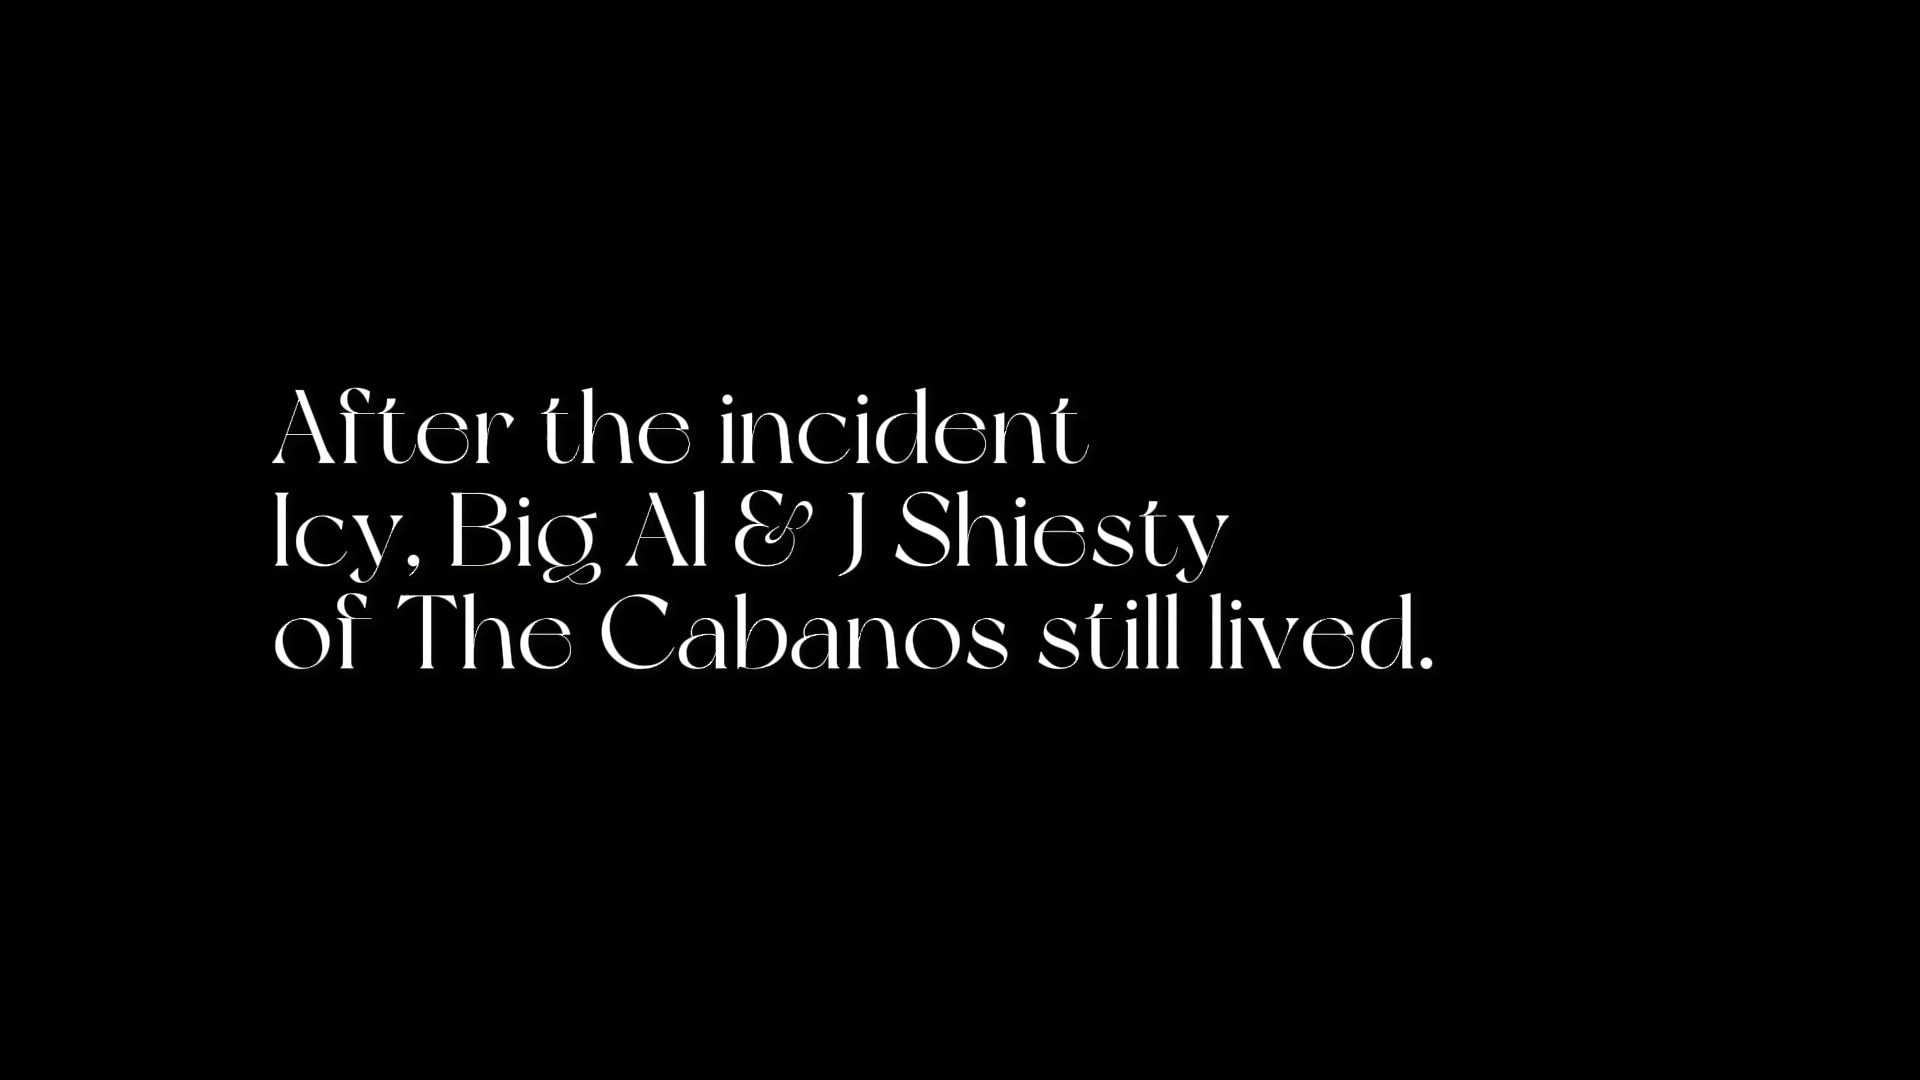 After the incident
Icy, Big Al & J Shiesty
of The Cabanos still lived.